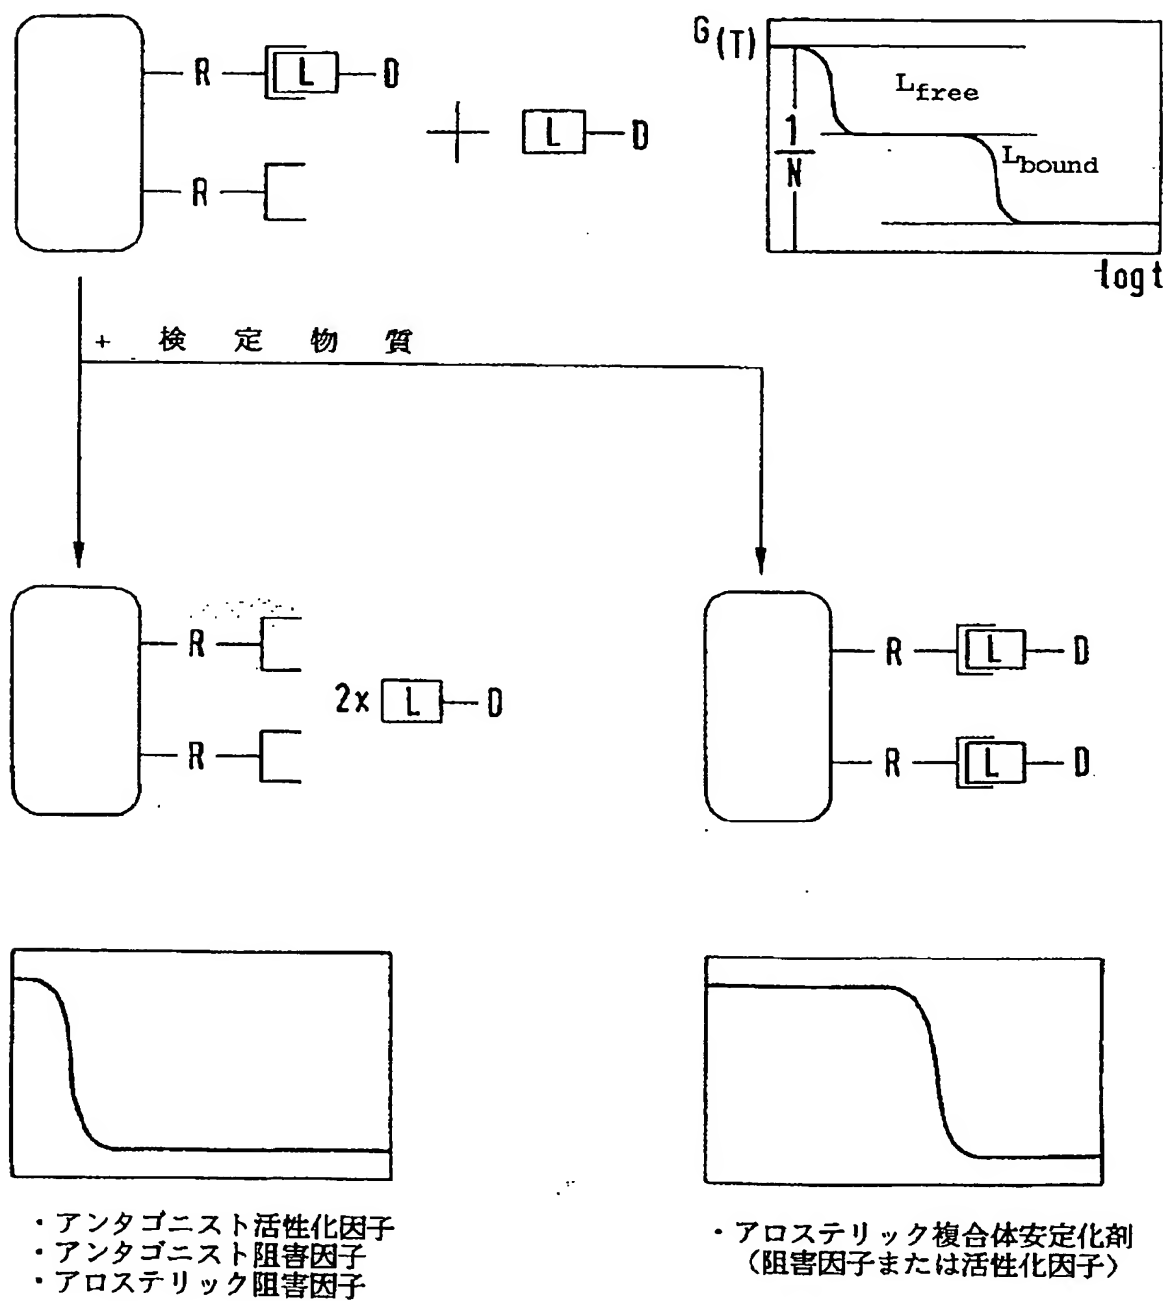 R L D
L D
R
G(T)
Lfree
1
N
Lbound
log t
+ 検 定 物 質
R
2x L D
R
R L D
R L D
・アンタゴニスト活性化因子
・アンタゴニスト阻害因子
・アロステリック阻害因子
・アロステリック複合体安定化剤
(阻害因子または活性化因子)